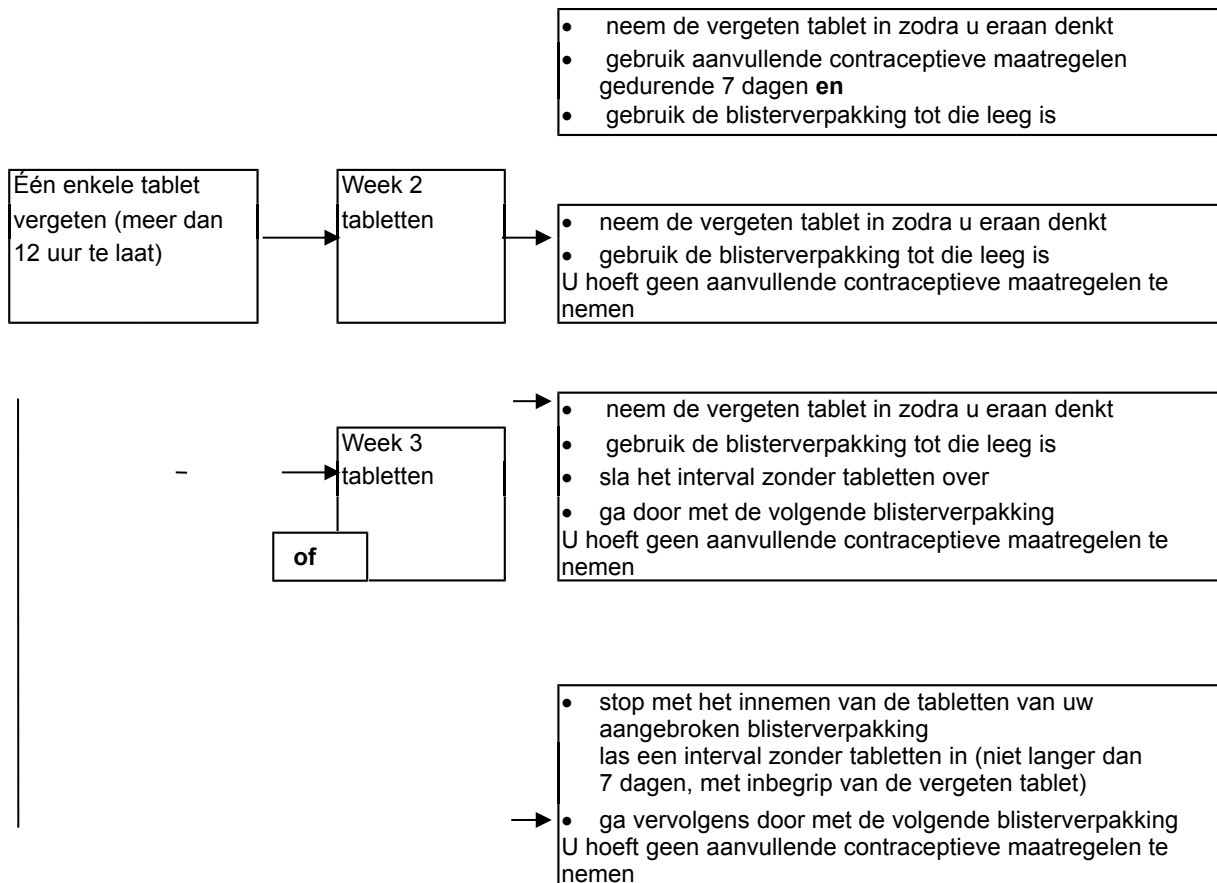 • neem de vergeten tablet in zodra u eraan denkt
• gebruik aanvullende contraceptieve maatregelen
gedurende 7 dagen en
• gebruik de blisterverpakking tot die leeg is
Één enkele tablet
vergeten (meer dan
12 uur te laat)
Week 2
tabletten
• neem de vergeten tablet in zodra u eraan denkt
• gebruik de blisterverpakking tot die leeg is
U hoeft geen aanvullende contraceptieve maatregelen te
nemen
Week 3
tabletten
of
• neem de vergeten tablet in zodra u eraan denkt
• gebruik de blisterverpakking tot die leeg is
• sla het interval zonder tabletten over
• ga door met de volgende blisterverpakking
U hoeft geen aanvullende contraceptieve maatregelen te
nemen
• stop met het innemen van de tabletten van uw
aangebroken blisterverpakking
las een interval zonder tabletten in (niet langer dan
7 dagen, met inbegrip van de vergeten tablet)
• ga vervolgens door met de volgende blisterverpakking
U hoeft geen aanvullende contraceptieve maatregelen te
nemen